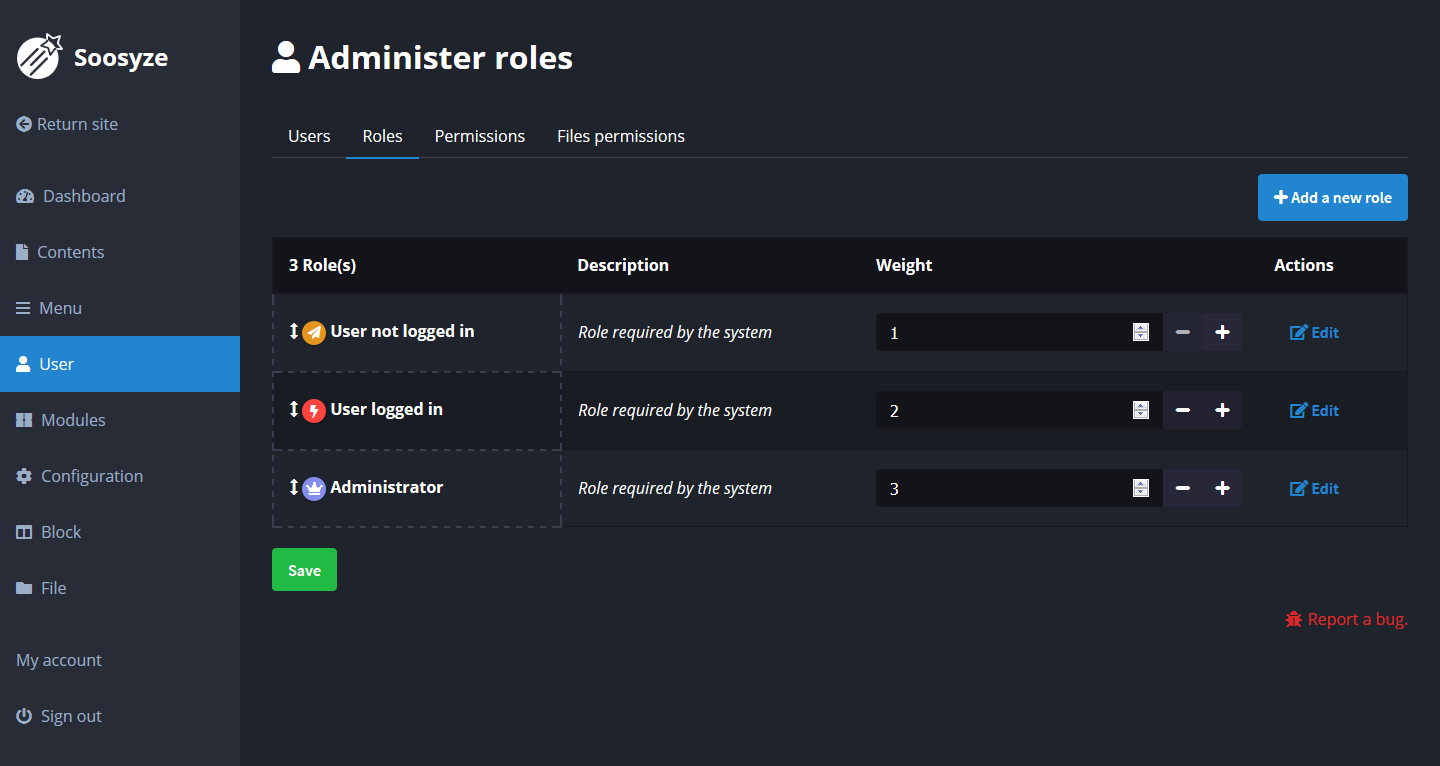 Soosyze
Return site
Dashboard
Contents
Menu
User
Modules
Configuration
Block
File
My account
Sign out
Administer roles
Users Roles Permissions Files permissions
Add a new role
3 Role(s) Description Weight Actions
User not logged in Role required by the system 1 Edit
User logged in Role required by the system 2 Edit
Administrator Role required by the system 3 Edit
Save
Report a bug.